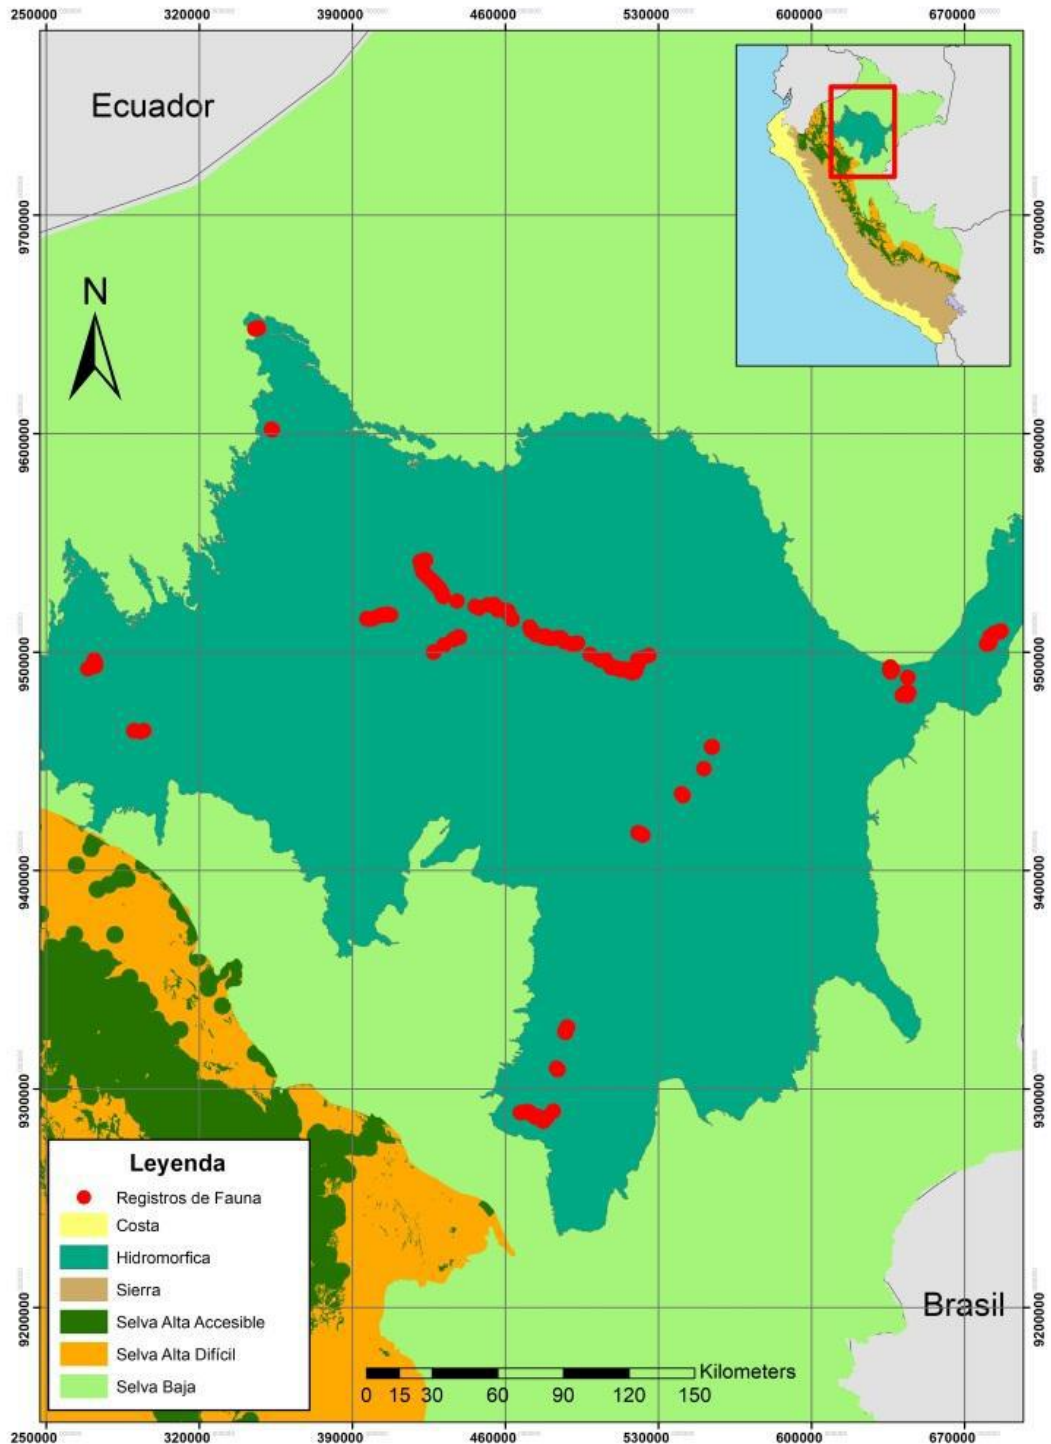 250000 320000 390000 460000 530000 600000 670000
Ecuador
9700000 9700000
N
9600000 9600000
9500000 9500000
9400000 9400000
9300000 9300000
Leyenda
Registros de Fauna
Costa
Hidromorfica
Sierra
Selva Alta Accesible
Selva Alta Difícil
Selva Baja
Brasil
9200000 9200000
Kilometers
0 15 30 60 90 120 150
250000 320000 390000 460000 530000 600000 670000